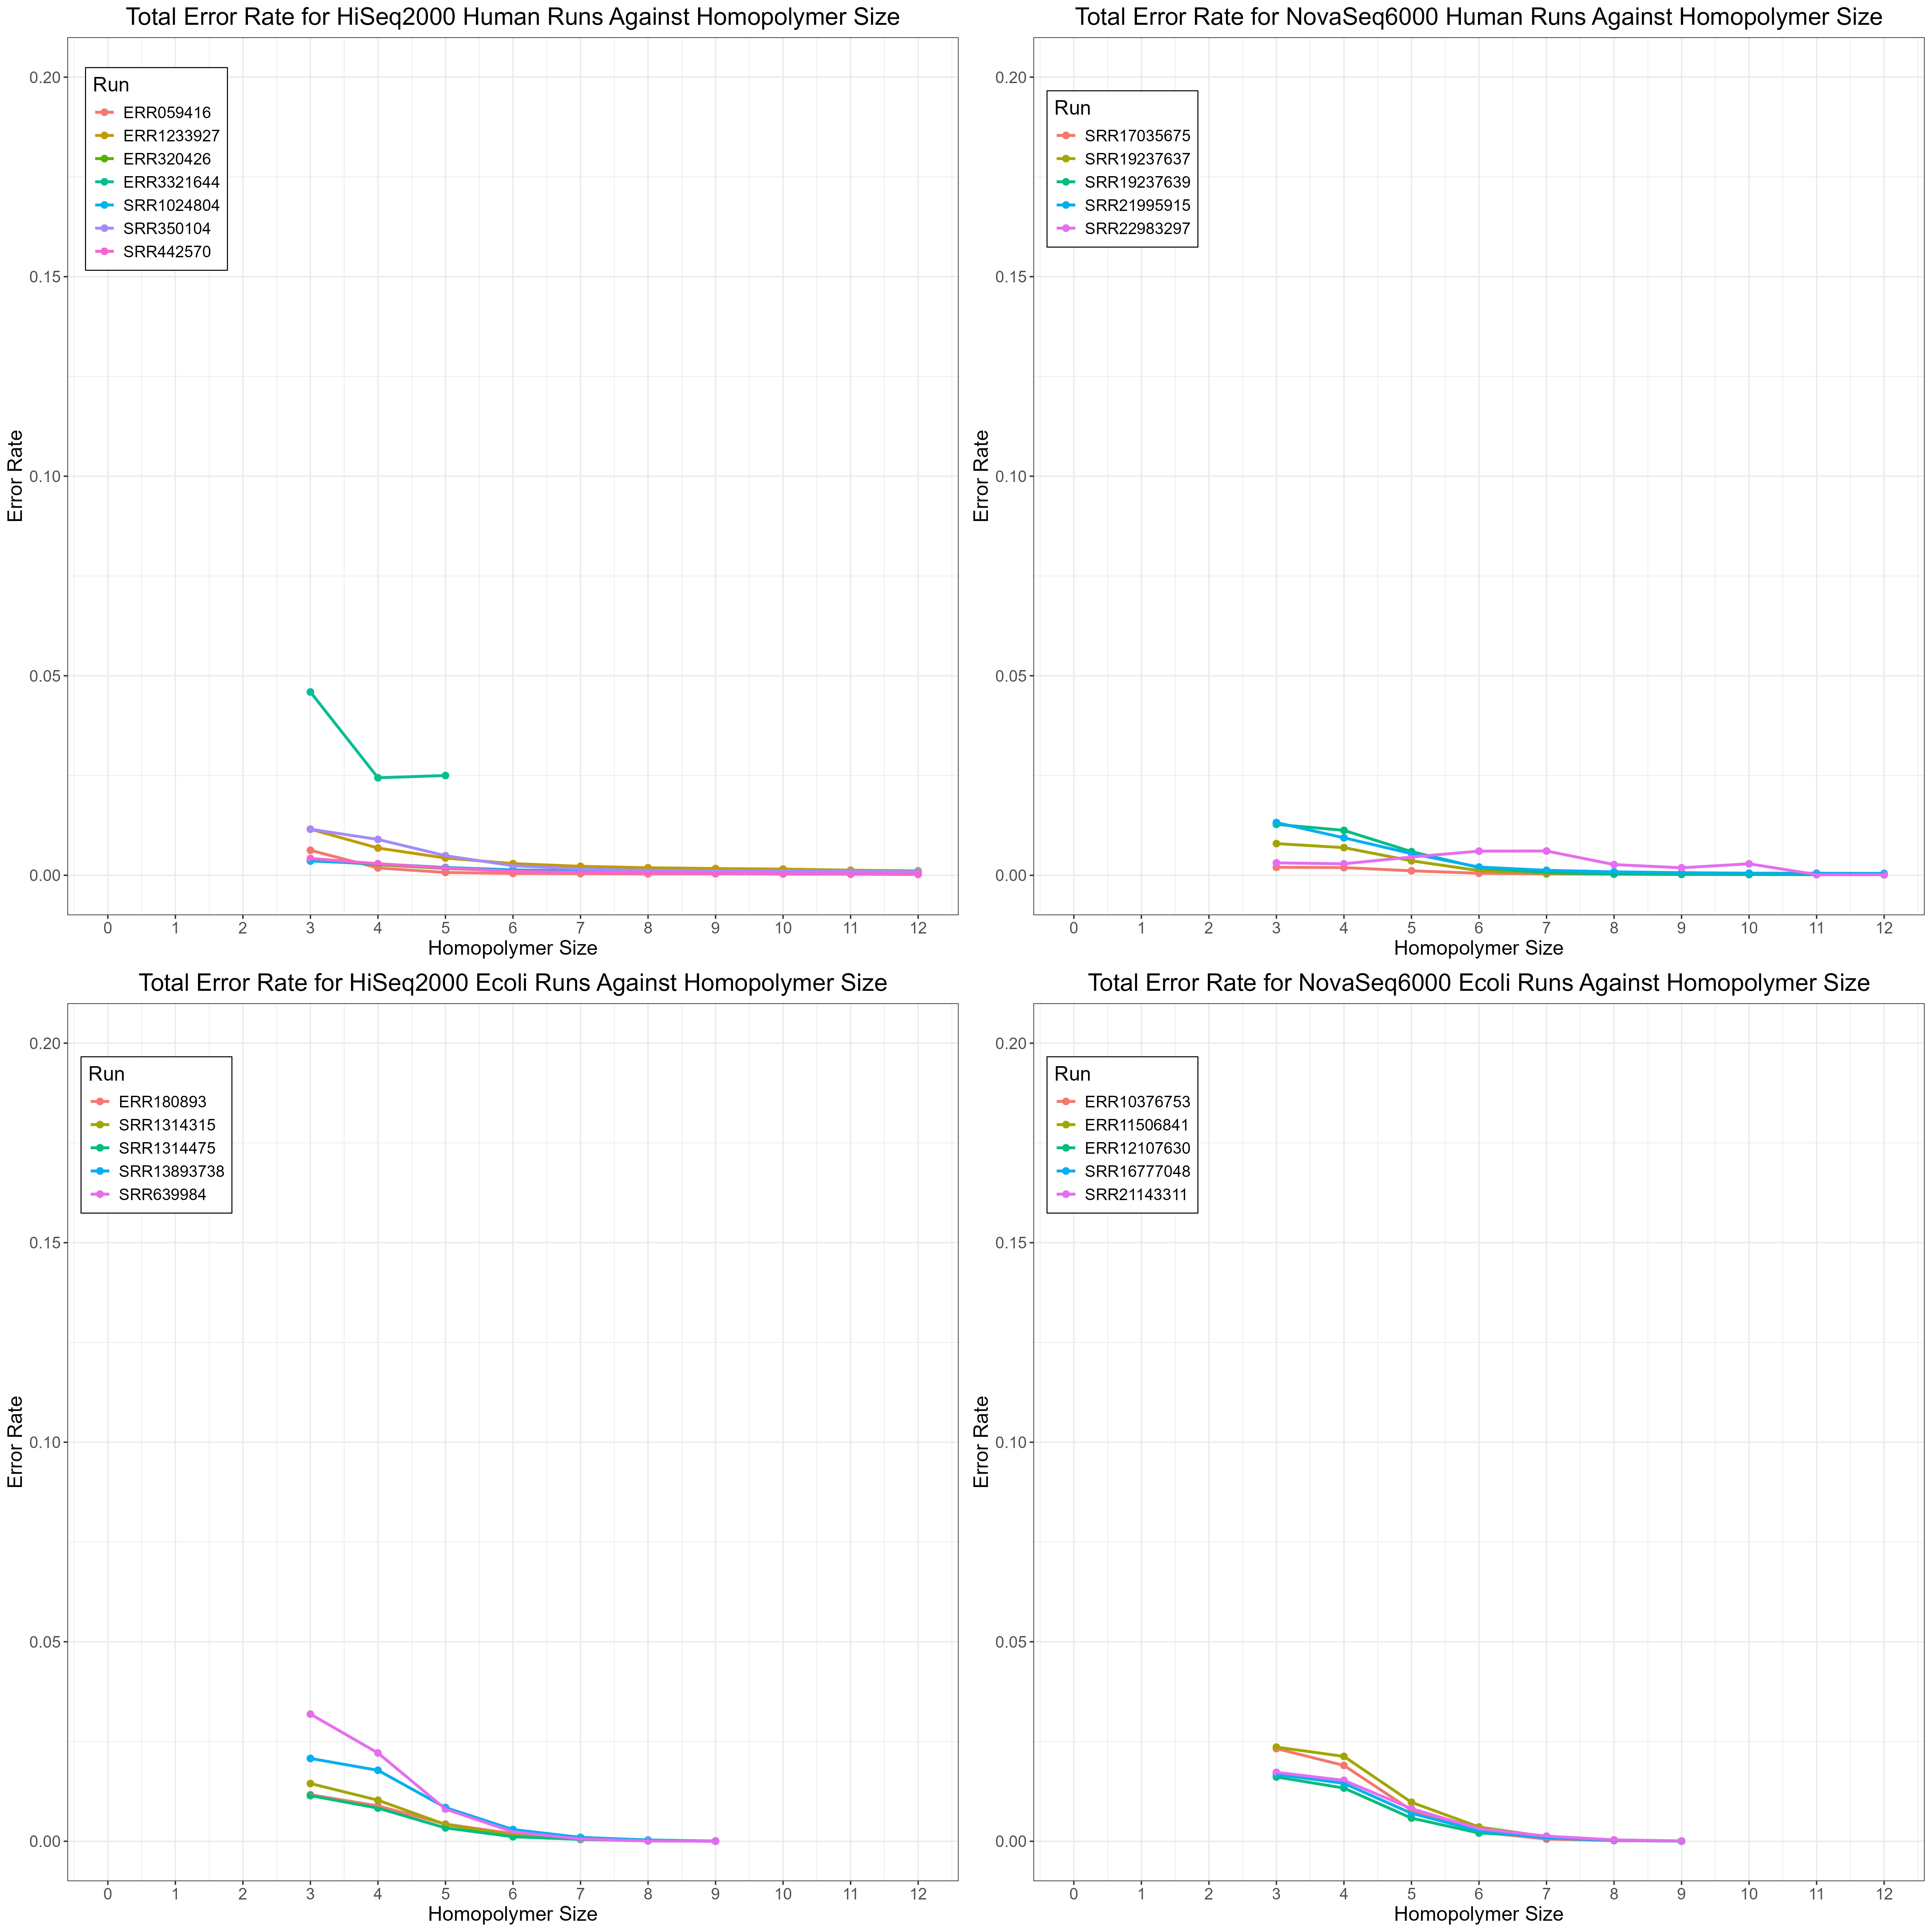 Total Error Rate for HiSeq2000 Human Runs Against Homopolymer Size
0.20
0.15
0.10
0.05
0.00
Error Rate
Run
ERR059416
ERR1233927
ERR320426
ERR3321644
SRR1024804
SRR350104
SRR442570
0 1 2 3 4 5 6 7 8 9 10 11 12
Homopolymer Size
Total Error Rate for NovaSeq6000 Human Runs Against Homopolymer Size
0.20
0.15
0.10
0.05
0.00
Error Rate
Run
SRR17035675
SRR19237637
SRR19237639
SRR21995915
SRR22983297
0 1 2 3 4 5 6 7 8 9 10 11 12
Homopolymer Size
Total Error Rate for HiSeq2000 Ecoli Runs Against Homopolymer Size
0.20
0.15
0.10
0.05
0.00
Error Rate
Run
ERR180893
SRR1314315
SRR1314475
SRR13893738
SRR639984
0 1 2 3 4 5 6 7 8 9 10 11 12
Homopolymer Size
Total Error Rate for NovaSeq6000 Ecoli Runs Against Homopolymer Size
0.20
0.15
0.10
0.05
0.00
Error Rate
Run
ERR10376753
ERR11506841
ERR12107630
SRR16777048
SRR21143311
0 1 2 3 4 5 6 7 8 9 10 11 12
Homopolymer Size